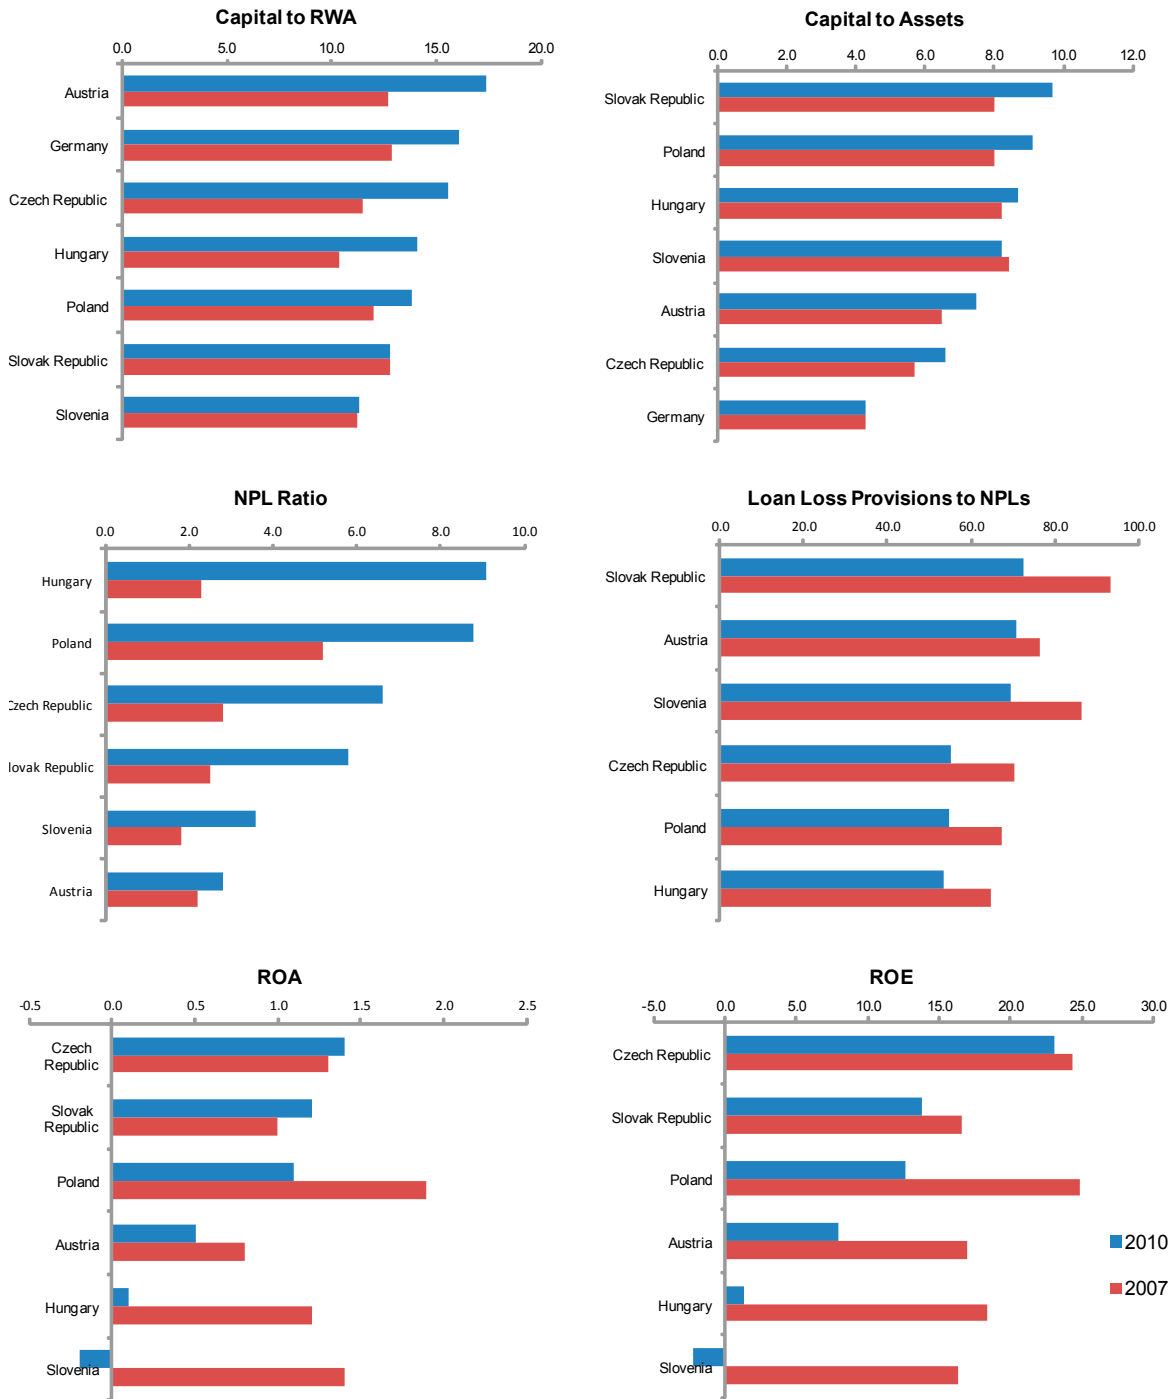 Capital to RWA
0.0 5.0 10.0 15.0 20.0
Austria
Germany
Czech Republic
Hungary
Poland
Slovak Republic
Slovenia
Capital to Assets
0.0 2.0 4.0 6.0 8.0 10.0 12.0
Slovak Republic
Poland
Hungary
Slovenia
Austria
Czech Republic
Germany
NPL Ratio
0.0 2.0 4.0 6.0 8.0 10.0
Hungary
Poland
Czech Republic
lovak Republic
Slovenia
Austria
Loan Loss Provisions to NPLs
0.0 20.0 40.0 60.0 80.0 100.0
Slovak Republic
Austria
Slovenia
Czech Republic
Poland
Hungary
ROA
-0.5 0.0 0.5 1.0 1.5 2.0 2.5
Czech
Republic
Slovak
Republic
Poland
Austria
Hungary
Slovenia
ROE
-5.0 0.0 5.0 10.0 15.0 20.0 25.0 30.0
Czech Republic
Slovak Republic
Poland
Austria
Hungary
Slovenia
2010
2007